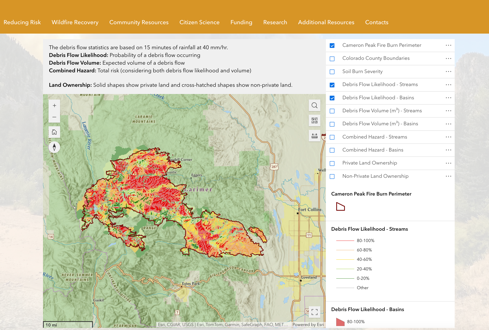 Reducing Risk Wildfire Recovery Community Resources Citizen Science Funding Research Additional Resources Contacts
The debris flow statistics are based on 15 minutes of rainfall at 40 mm/hr.
Debris Flow Likelihood: Probability of a debris flow occurring
Debris Flow Volume: Expected volume of a debris flow
Combined Hazard: Total risk (considering both debris flow likelihood and volume)
Land Ownership: Solid shapes show private land and cross-hatched shows non-private land.
Cameron Peak Fire Burn Perimeter
Colorado County Boundaries
Soil Burn Severity
Debris Flow Likelihood - Streams
Debris Flow Likelihood - Basins
Debris Flow Volume (m³) - Streams
Debris Flow Volume (m³) - Basins
Combined Hazard - Streams
Combined Hazard - Basins
Private Land Ownership
Non-Private Land Ownership
Cameron Peak Fire Burn Perimeter
Debris Flow Likelihood - Streams
80-100%
60-80%
40-60%
20-40%
0-20%
Other
Debris Flow Likelihood - Basins
80-100%
MOUNTAINS
Fort Collins
Estes Park
10 mi
Esri, CGIAR, USGS | Esri, TomTom, Garmin, SafeGraph, FAO, MET
Powered by Esri